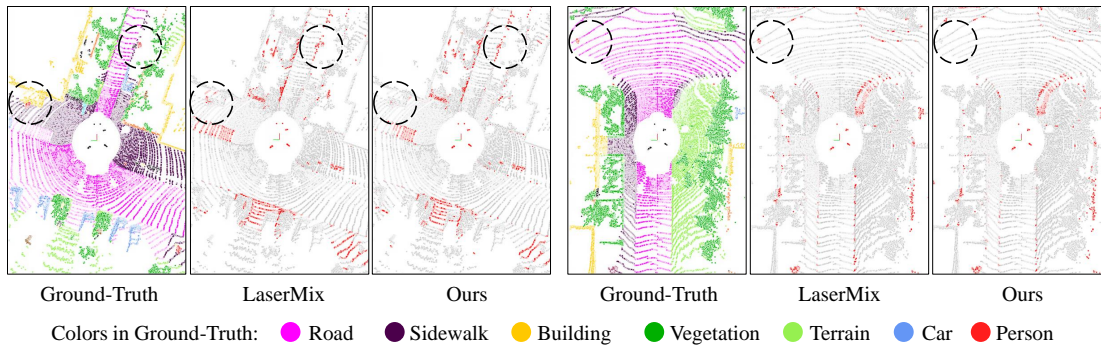 Ground-Truth LaserMix Ours Ground-Truth LaserMix Ours
Colors in Ground-Truth: Road Sidewalk Building Vegetation Terrain Car Person